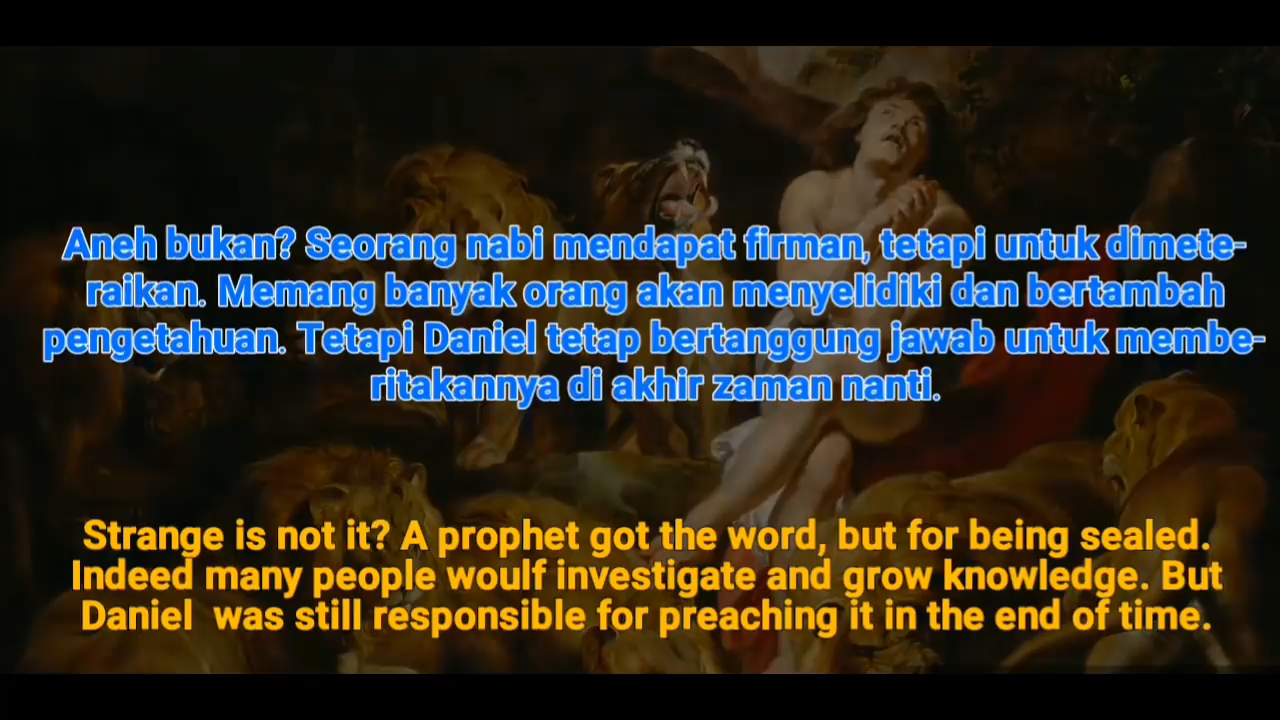 Aneh bukan? Seorang nabi mendapat firman, tetapi untuk dimete-
raikan. Memang banyak orang akan menyelidiki dan bertambah
pengetahuan. Tetapi Daniel tetap bertanggung jawab untuk membe-
ritakannya di akhir zaman nanti.
Strange is not it? A prophet got the word, but for being sealed.
Indeed many people woulf investigate and grow knowledge. But
Daniel  was still responsible for preaching it in the end of time.